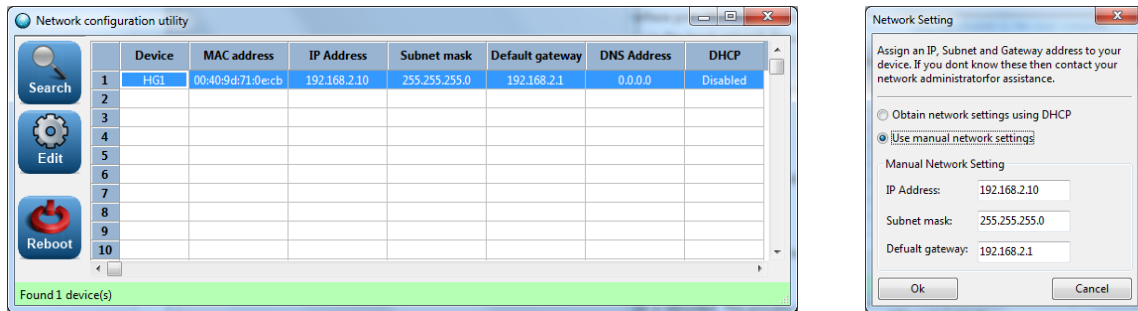 Network configuration utility
Search
Edit
Reboot
Device MAC address IP Address Subnet mask Default gateway DNS Address DHCP
1 HG1 00:40:9d:71:0e:cb 192.168.2.10 255.255.255.0 192.168.2.1 0.0.0.0 Disabled
2
3
4
5
6
7
8
9
10
Found 1 device(s)
Network Setting
Assign an IP, Subnet and Gateway address to your
device. If you dont know these then contact your
network administratorfor assistance.
Obtain network settings using DHCP
Use manual network settings
Manual Network Setting
IP Address: 192.168.2.10
Subnet mask: 255.255.255.0
Defualt gateway: 192.168.2.1
Ok Cancel